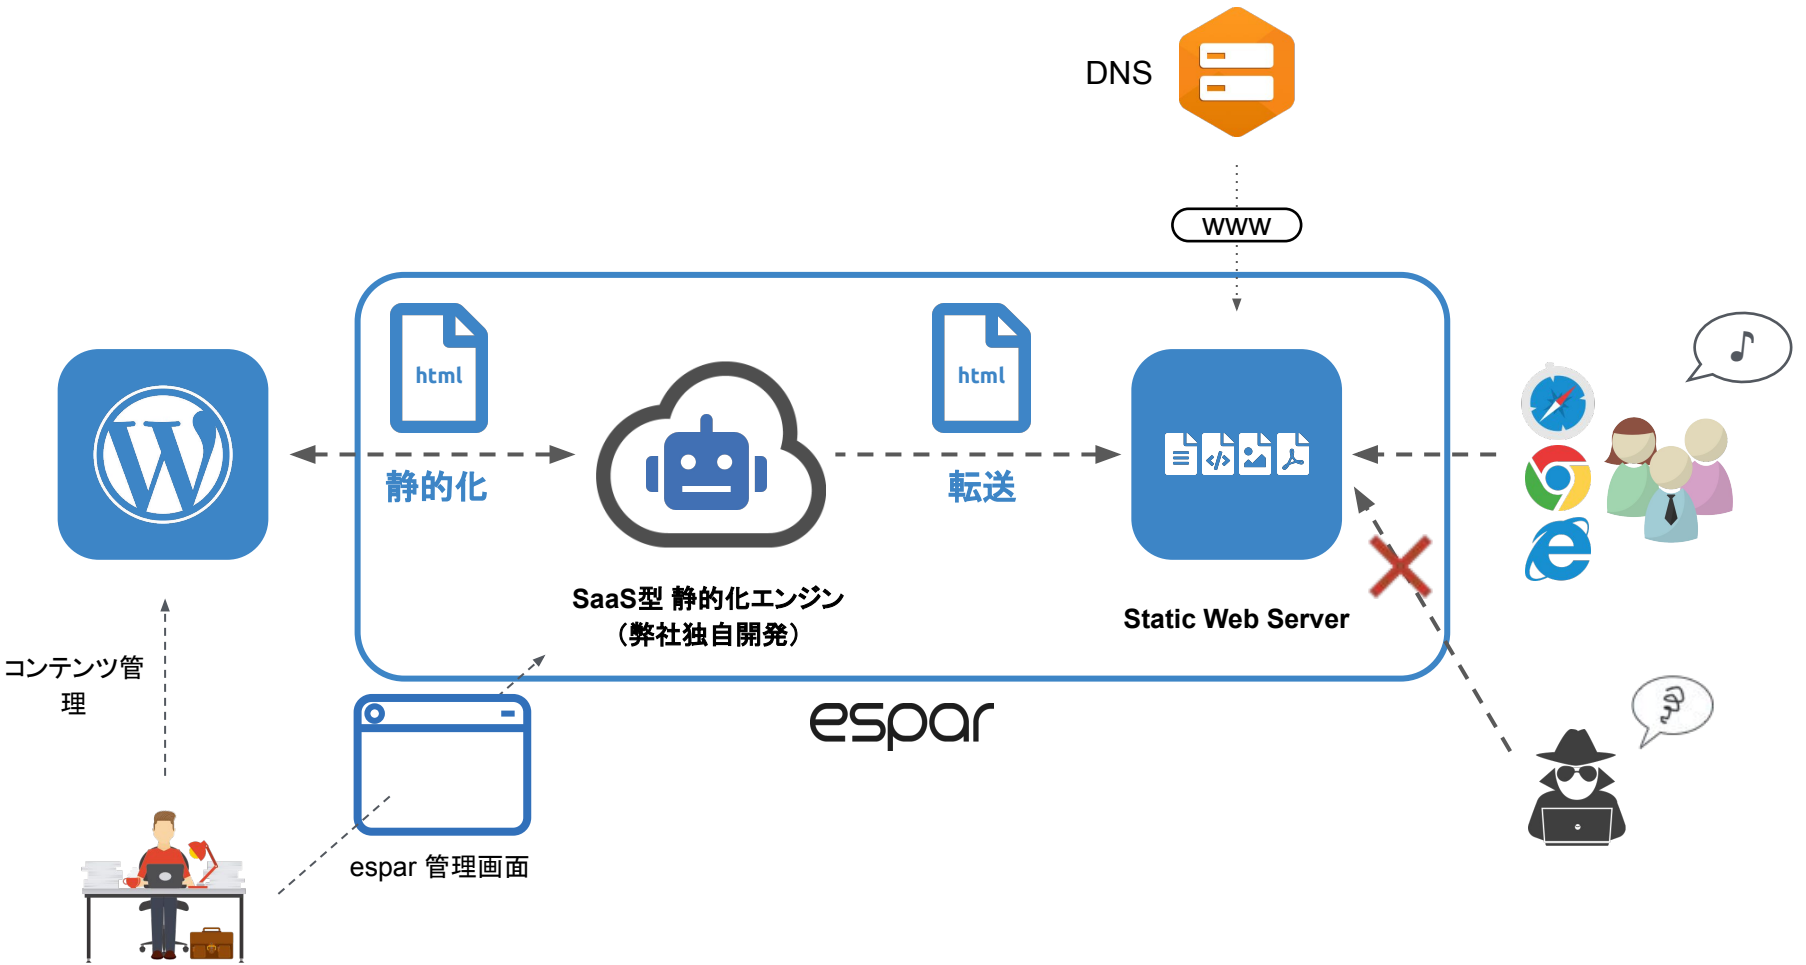 DNS
www
html
html
静的化
転送
SaaS型 静的化エンジン
（弊社独自開発）
Static Web Server
コンテンツ管
理
espar
espar 管理画面